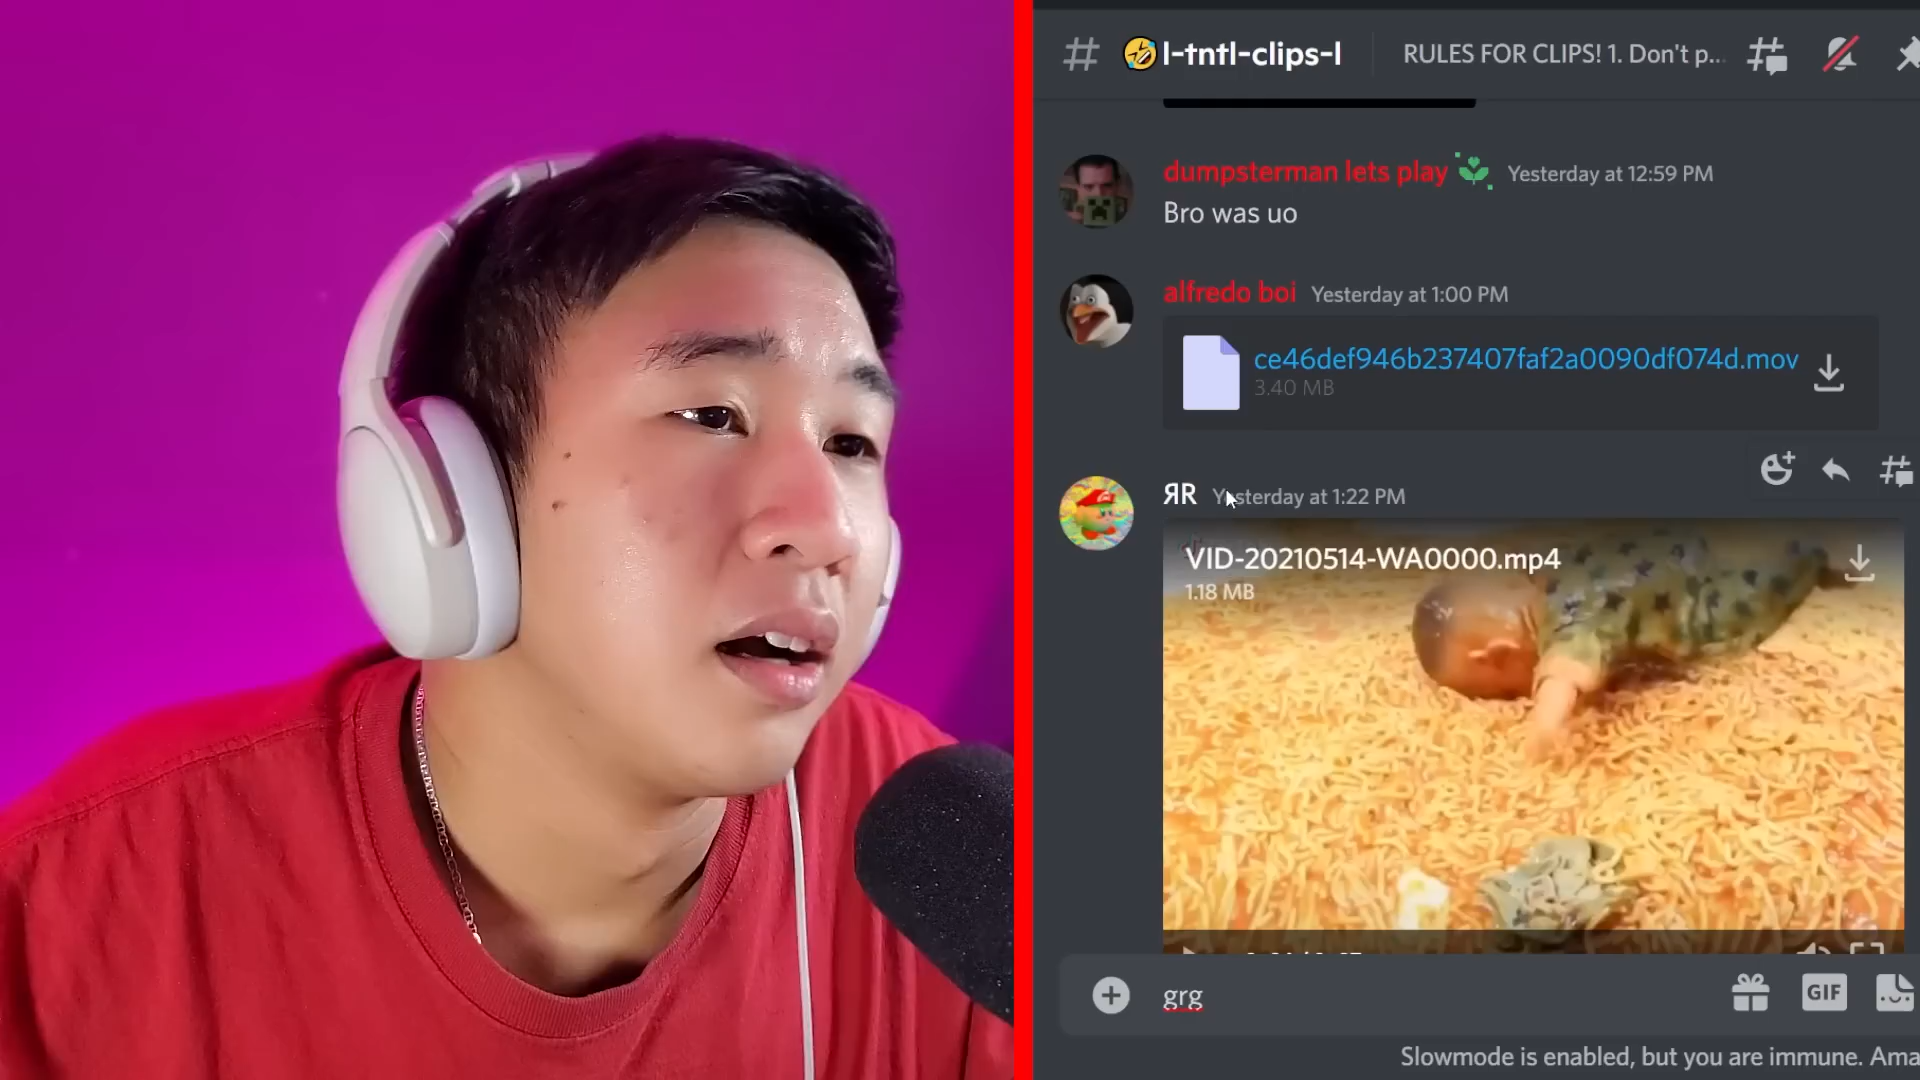 l-tntl-clips-l
RULES FOR CLIPS! 1. Don't p...
dumpsterman lets play Yesterday at 12:59 PM
Bro was uo
alfredo boi Yesterday at 1:00 PM
ce46def946b237407faf2a0090df074d.mov
3.40 MB
ЯR Yesterday at 1:22 PM
VID-20210514-WA0000.mp4
1.18 MB
grg
GIF
Slowmode is enabled, but you are immune. Ama